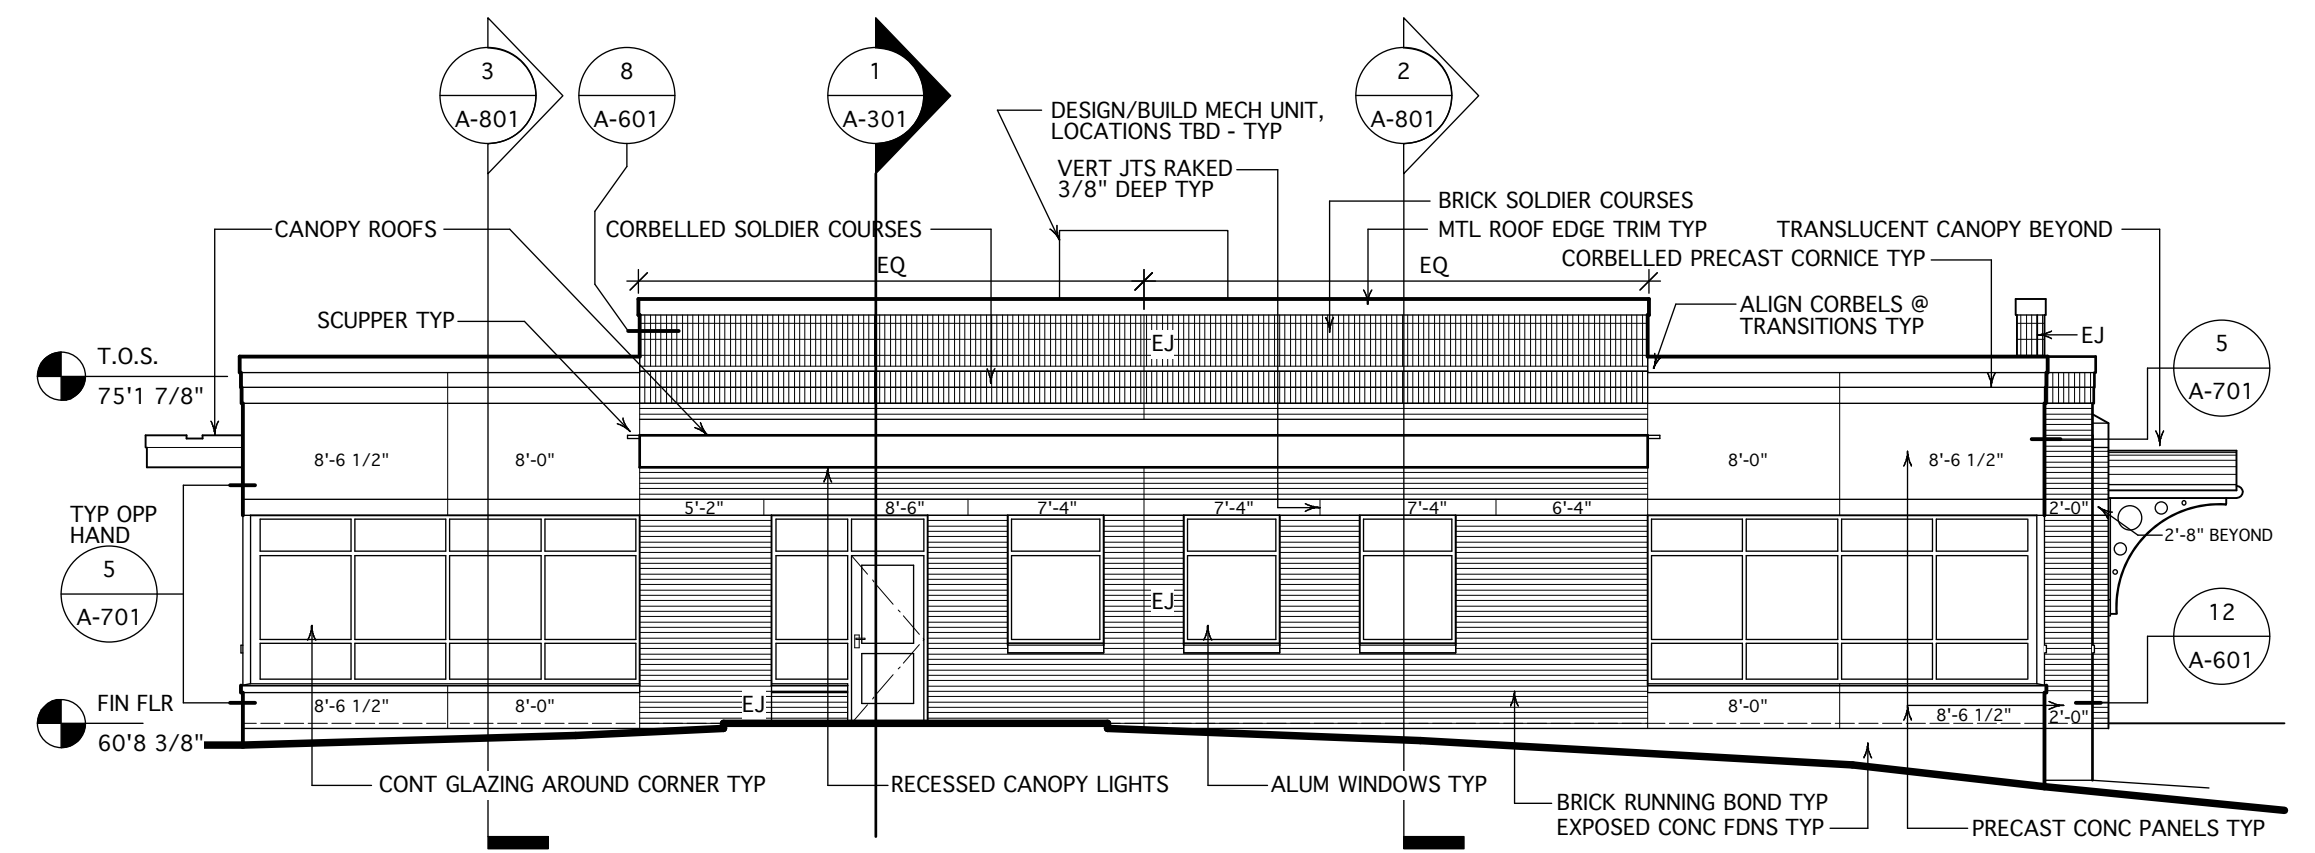 3
A-801
8
A-601
1
A-301
2
A-801
DESIGN/BUILD MECH UNIT,
LOCATIONS TBD - TYP
VERT JTS RAKED
3/8" DEEP TYP
BRICK SOLDIER COURSES
CANOPY ROOFS
CORBELLED SOLDIER COURSES
MTL ROOF EDGE TRIM TYP
TRANSLUCENT CANOPY BEYOND
EQ
EQ
CORBELLED PRECAST CORNICE TYP
SCUPPER TYP
ALIGN CORBELS @
TRANSITIONS TYP
EJ
EJ
T.O.S.
75'1 7/8"
5
A-701
8'-6 1/2"
8'-0"
8'-0"
8'-6 1/2"
5'-2"
8'-6"
7'-4"
7'-4"
7'-4"
6'-4"
2'-0"
TYP OPP
HAND
2'-8" BEYOND
5
A-701
EJ
12
A-601
FIN FLR
60'8 3/8"
8'-6 1/2"
8'-0"
EJ
8'-0"
8'-6 1/2"
2'-0"
CONT GLAZING AROUND CORNER TYP
RECESSED CANOPY LIGHTS
ALUM WINDOWS TYP
BRICK RUNNING BOND TYP
EXPOSED CONC FDNS TYP
PRECAST CONC PANELS TYP